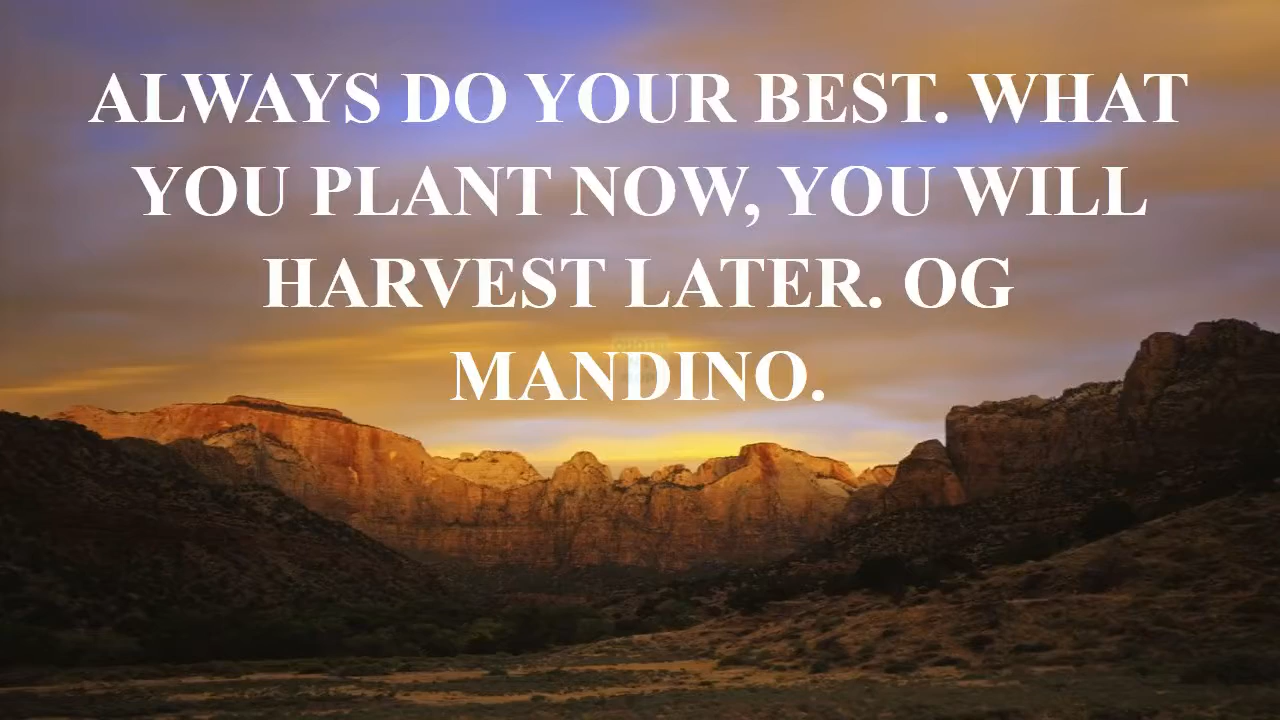 ALWAYS DO YOUR BEST. WHAT
YOU PLANT NOW, YOU WILL
HARVEST LATER. OG
MANDINO.